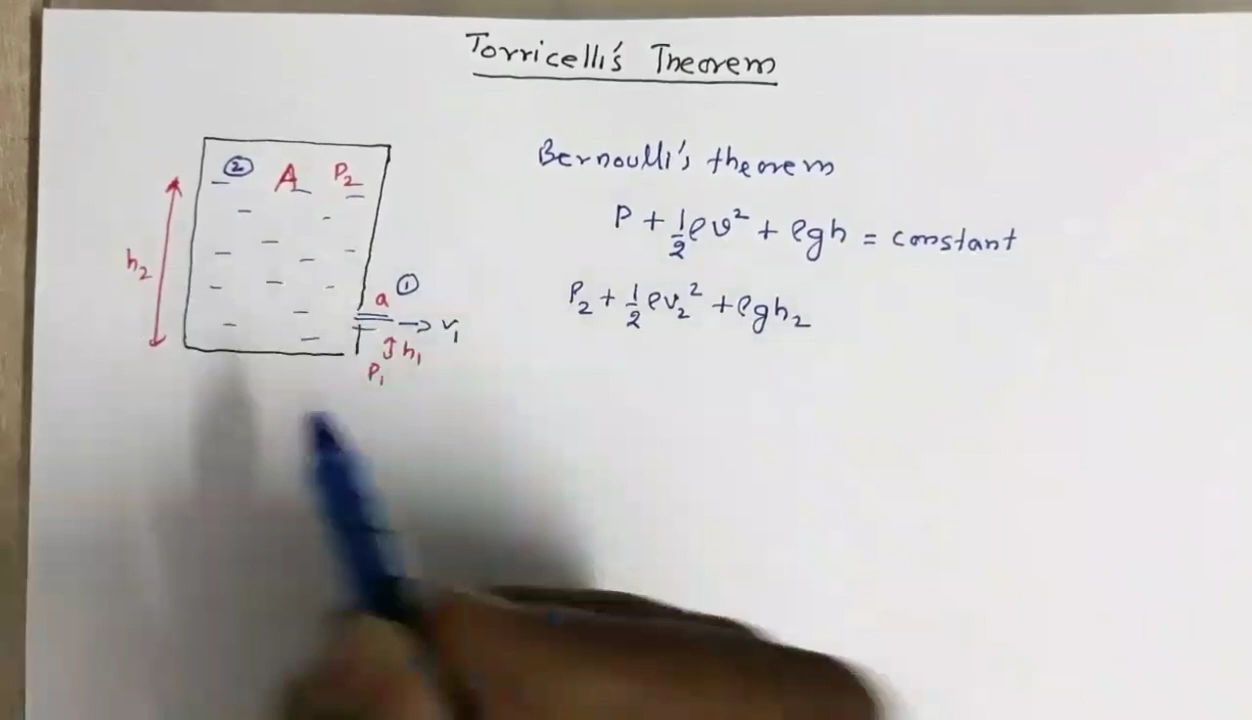 Torricelli's Theorem
Bernoulli's theorem
P + ½ρv² + ρgh = constant
P₂ + ½ρv₂² + ρgh₂
② A P₂
h₂
a ①
→ v₁
h₁
P₁